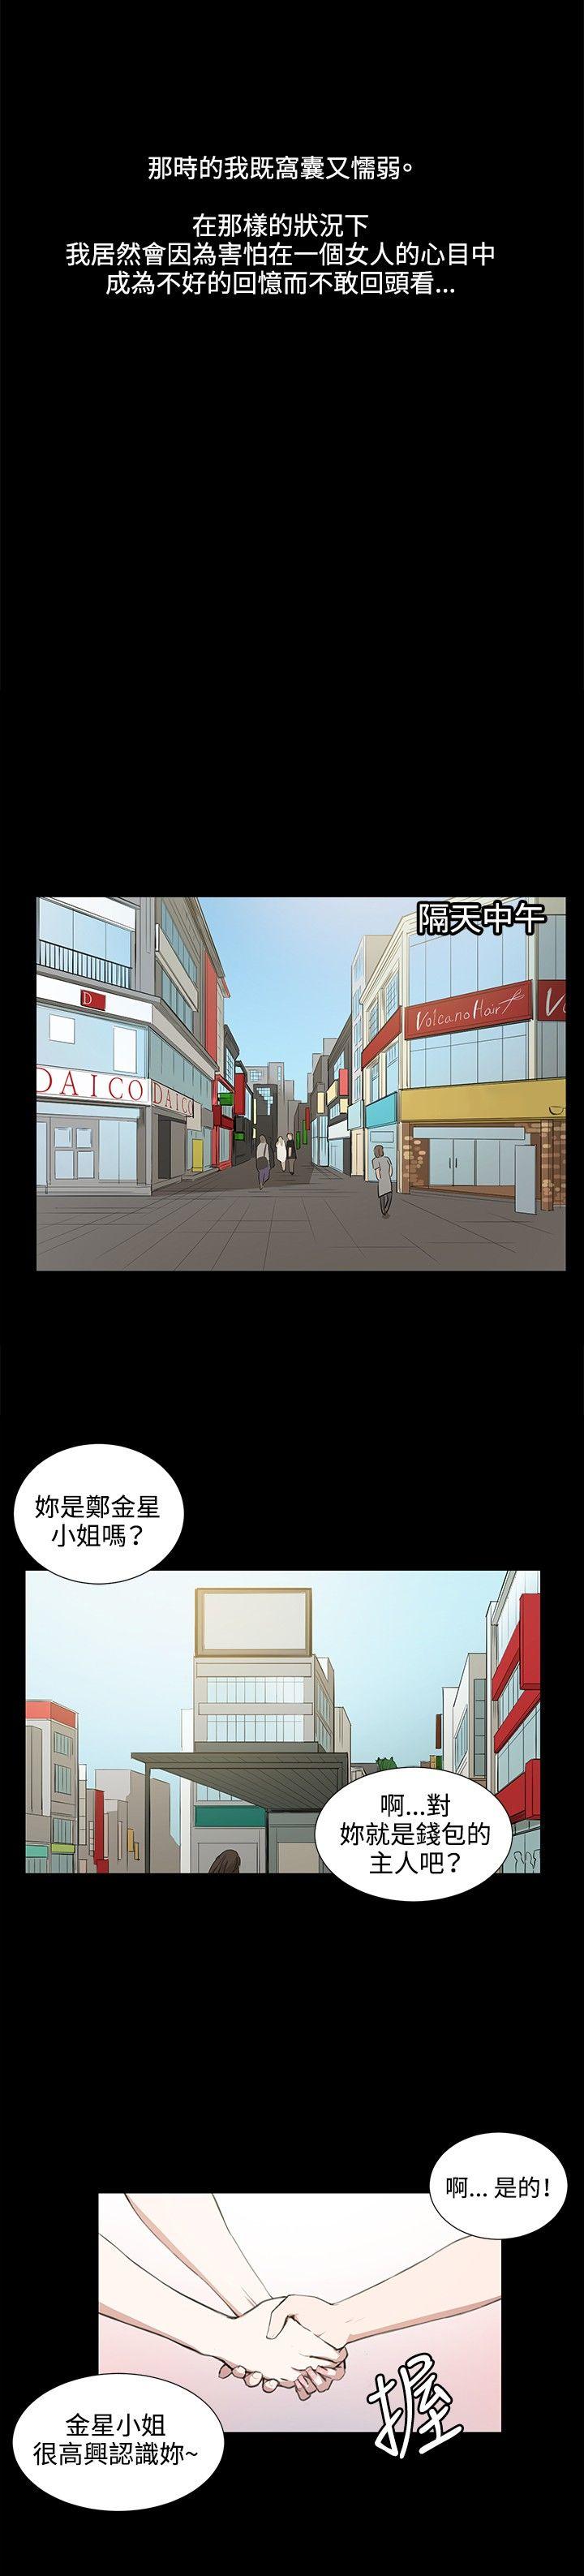 那時的我既窩囊又懦弱。
在那樣的狀況下
我居然會因為害怕在一個女人的心目中
成為不好的回憶而不敢回頭看...
隔天中午
D
Volcano Hair
V
DAICO
DAICO
妳是鄭金星
小姐嗎？
啊...對
妳就是錢包的
主人吧？
啊... 是的！
握
金星小姐
很高興認識妳~